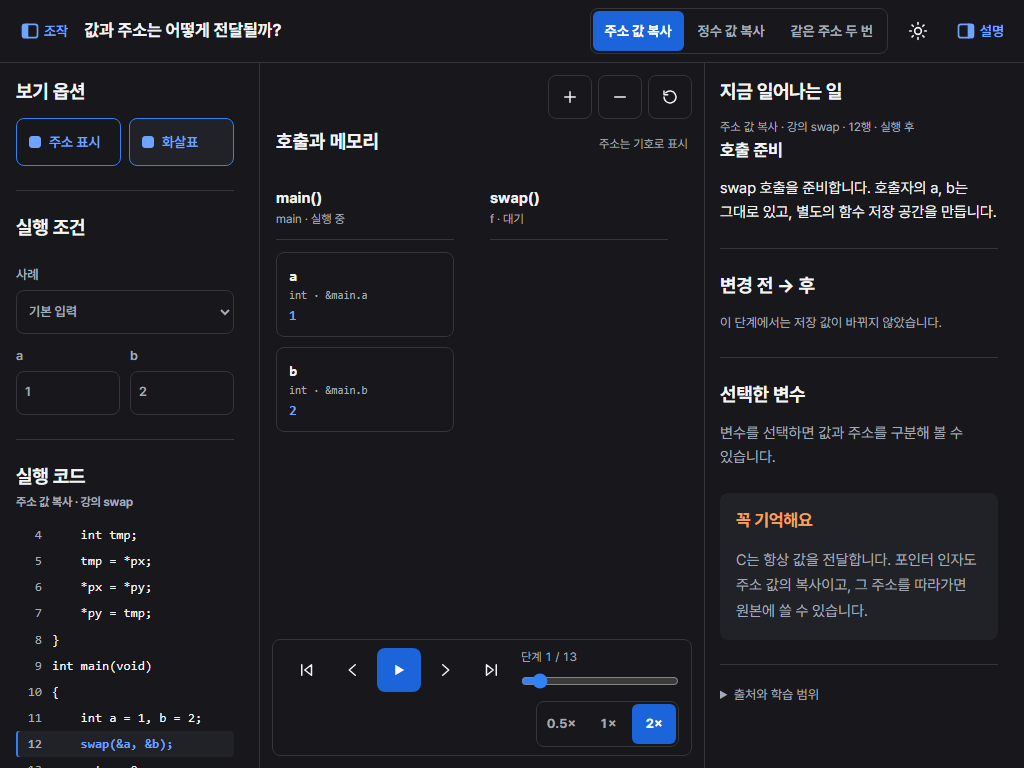 조작
값과 주소는 어떻게 전달될까?
주소 값 복사
정수 값 복사
같은 주소 두 번
설명
보기 옵션
주소 표시
화살표
실행 조건
사례
기본 입력
a
b
1
2
실행 코드
주소 값 복사 · 강의 swap
4 int tmp;
5 tmp = *px;
6 *px = *py;
7 *py = tmp;
8 }
9 int main(void)
10 {
11 int a = 1, b = 2;
12 swap(&a, &b);
+
−
호출과 메모리
주소는 기호로 표시
main()
main · 실행 중
swap()
f · 대기
a
int · &main.a
1
b
int · &main.b
2
단계 1 / 13
0.5×
1×
2×
지금 일어나는 일
주소 값 복사 · 강의 swap · 12행 · 실행 후
호출 준비
swap 호출을 준비합니다. 호출자의 a, b는
그대로 있고, 별도의 함수 저장 공간을 만듭니다.
변경 전 → 후
이 단계에서는 저장 값이 바뀌지 않았습니다.
선택한 변수
변수를 선택하면 값과 주소를 구분해 볼 수
있습니다.
꼭 기억해요
C는 항상 값을 전달합니다. 포인터 인자도
주소 값의 복사이고, 그 주소를 따라가면
원본에 쓸 수 있습니다.
출처와 학습 범위